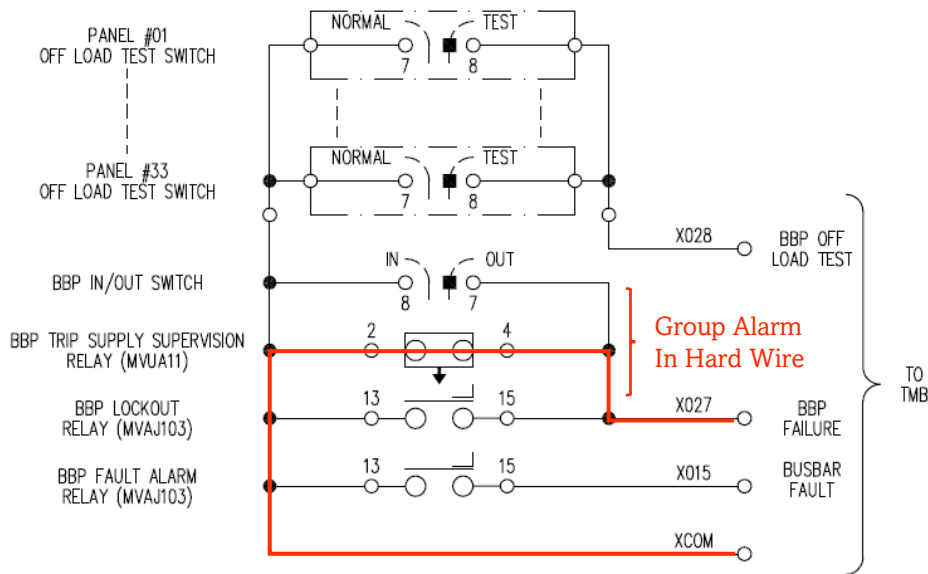 PANEL #01
OFF LOAD TEST SWITCH
NORMAL TEST
7 8
PANEL #33
OFF LOAD TEST SWITCH
NORMAL TEST
7 8
X028
BBP OFF
LOAD TEST
BBP IN/OUT SWITCH
IN OUT
8 7
BBP TRIP SUPPLY SUPERVISION
RELAY (MVUA11)
2 4
Group Alarm
In Hard Wire
BBP LOCKOUT
RELAY (MVAJ103)
13 15
X027
BBP
FAILURE
BBP FAULT ALARM
RELAY (MVAJ103)
13 15
X015
BUSBAR
FAULT
XCOM
TO
TMB